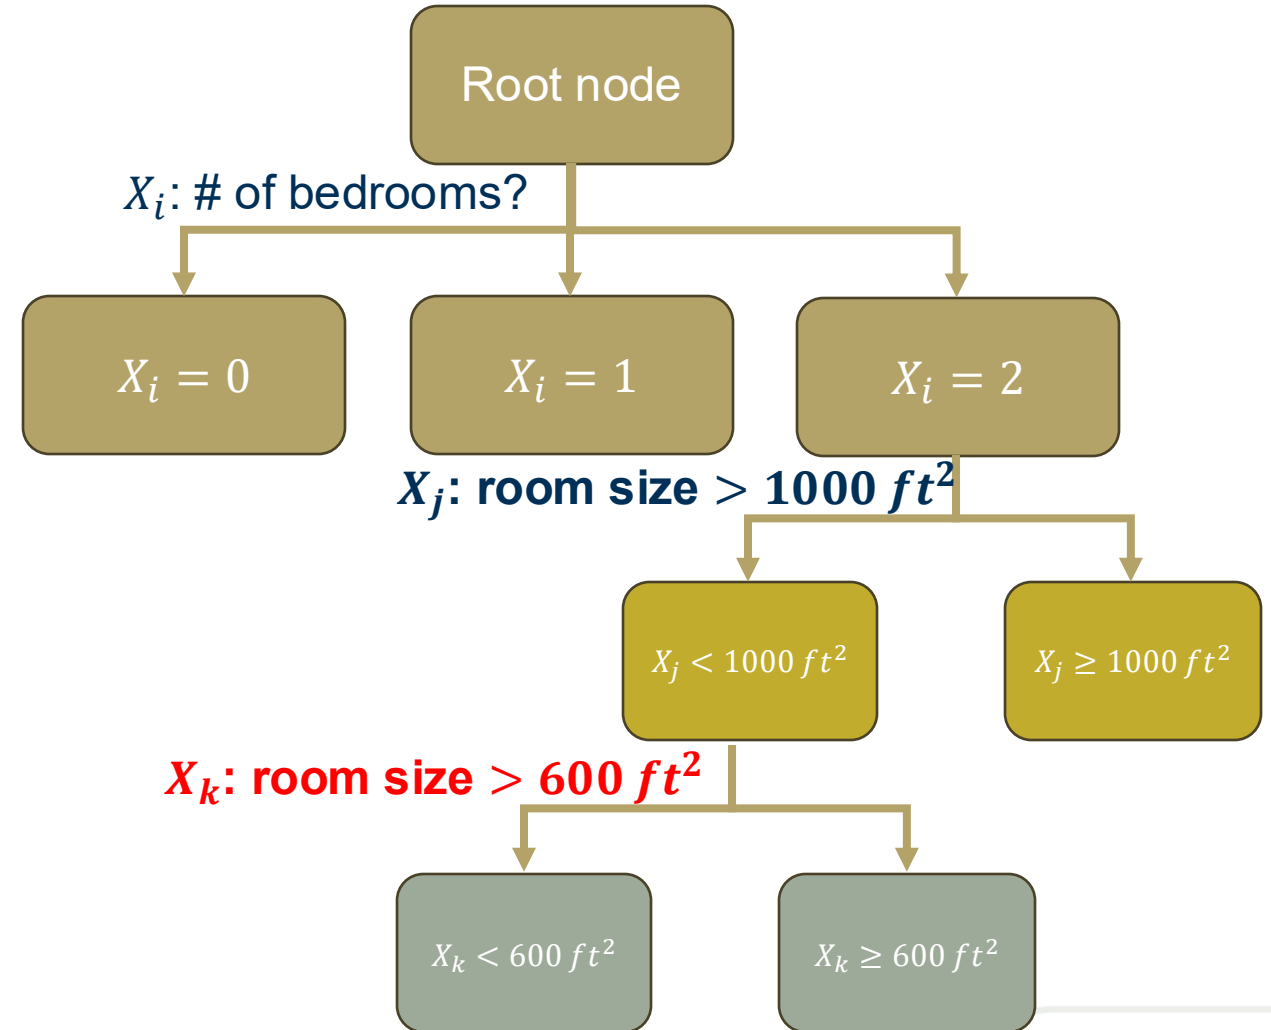 Root node
X_i: # of bedrooms?
X_i = 0
X_i = 1
X_i = 2
X_j: room size > 1000 ft²
X_j < 1000 ft²
X_j ≥ 1000 ft²
X_k: room size > 600 ft²
X_k < 600 ft²
X_k ≥ 600 ft²